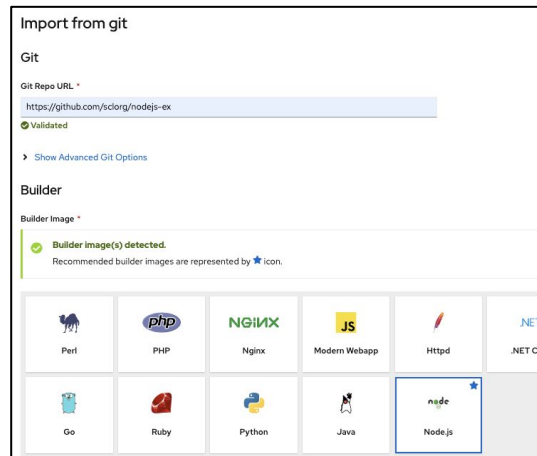 Import from git
Git
Git Repo URL *
https://github.com/sclorg/nodejs-ex
Validated
Show Advanced Git Options
Builder
Builder Image *
Builder image(s) detected.
Recommended builder images are represented by icon.
php NGiNX JS .NE
Perl PHP Nginx Modern Webapp Httpd .NET C
node
Go Ruby Python Java Node.js